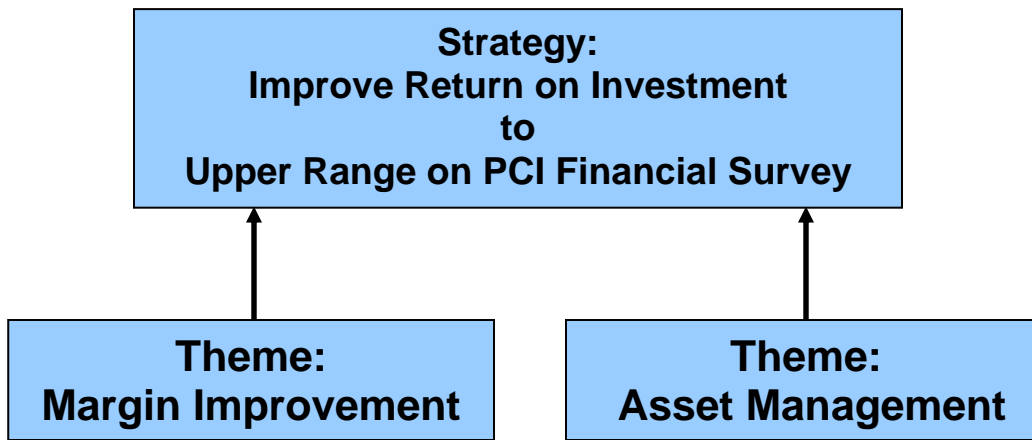 Strategy:
Improve Return on Investment
to
Upper Range on PCI Financial Survey
Theme:
Margin Improvement
Theme:
Asset Management